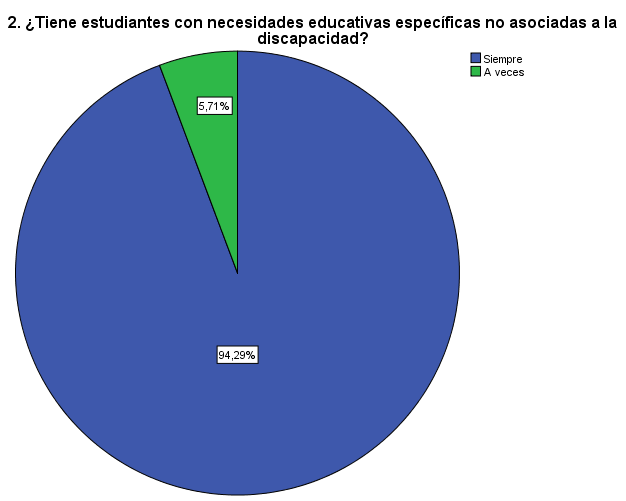 2. ¿Tiene estudiantes con necesidades educativas específicas no asociadas a la
discapacidad?
Siempre
A veces
5,71%
94,29%